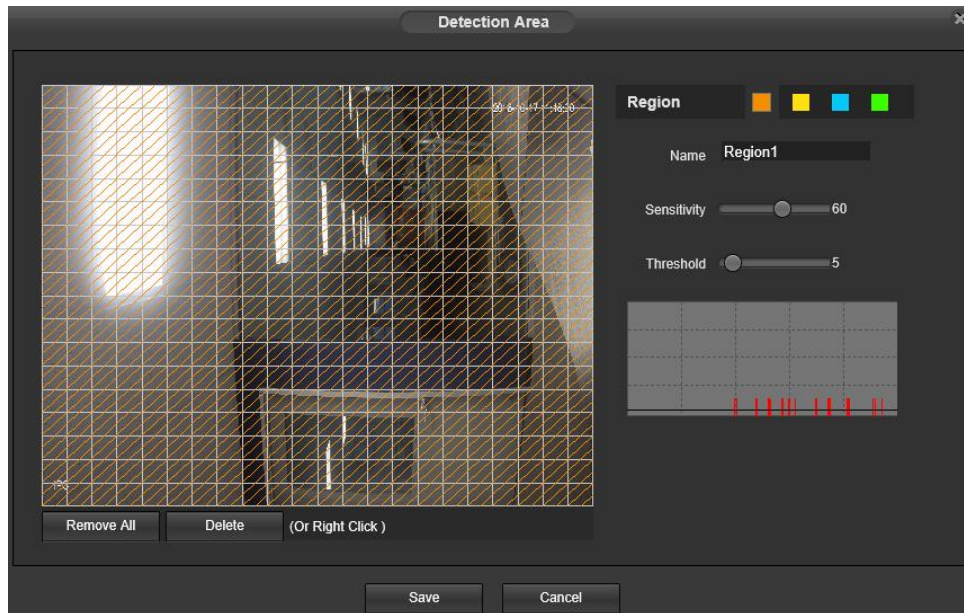 Detection Area
Region
Name Region1
Sensitivity 60
Threshold 5
Remove All Delete (Or Right Click )
Save Cancel